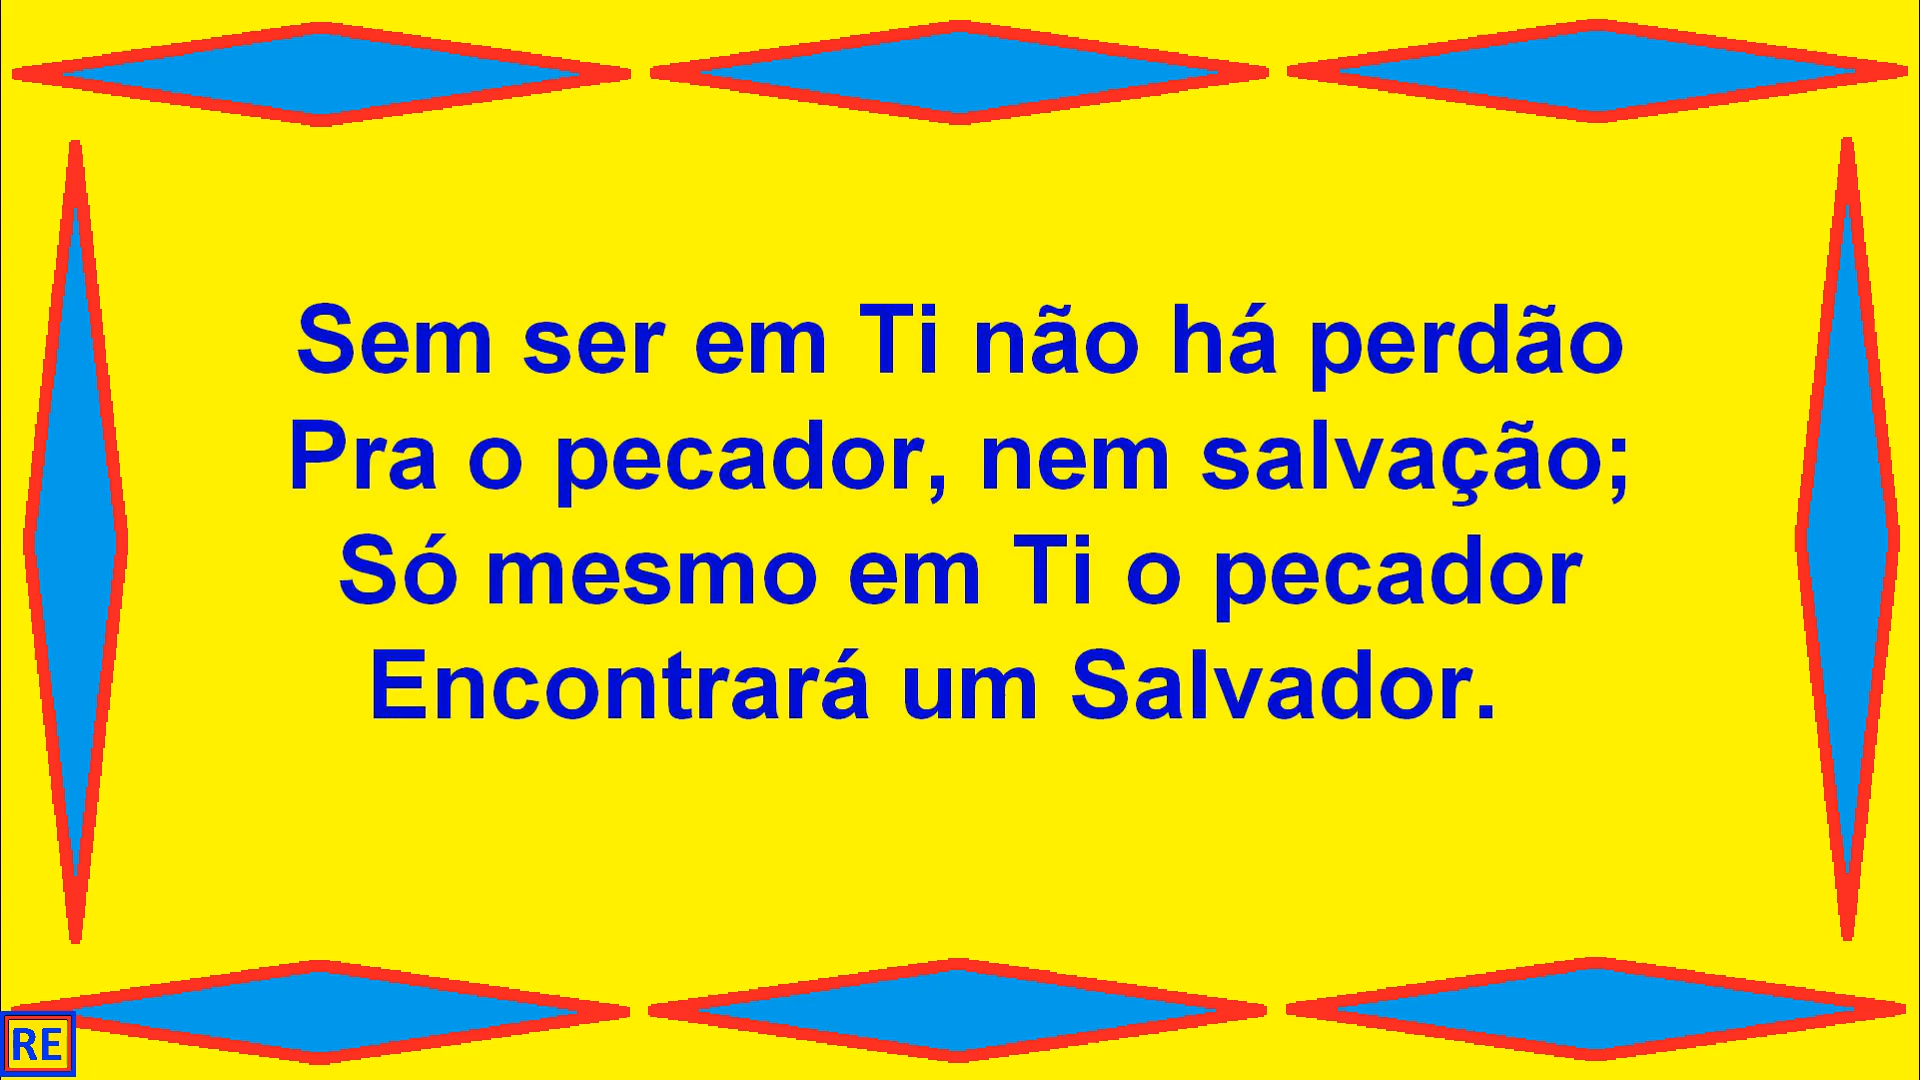 Sem ser em Ti não há perdão
Pra o pecador, nem salvação;
Só mesmo em Ti o pecador
Encontrará um Salvador.
RE